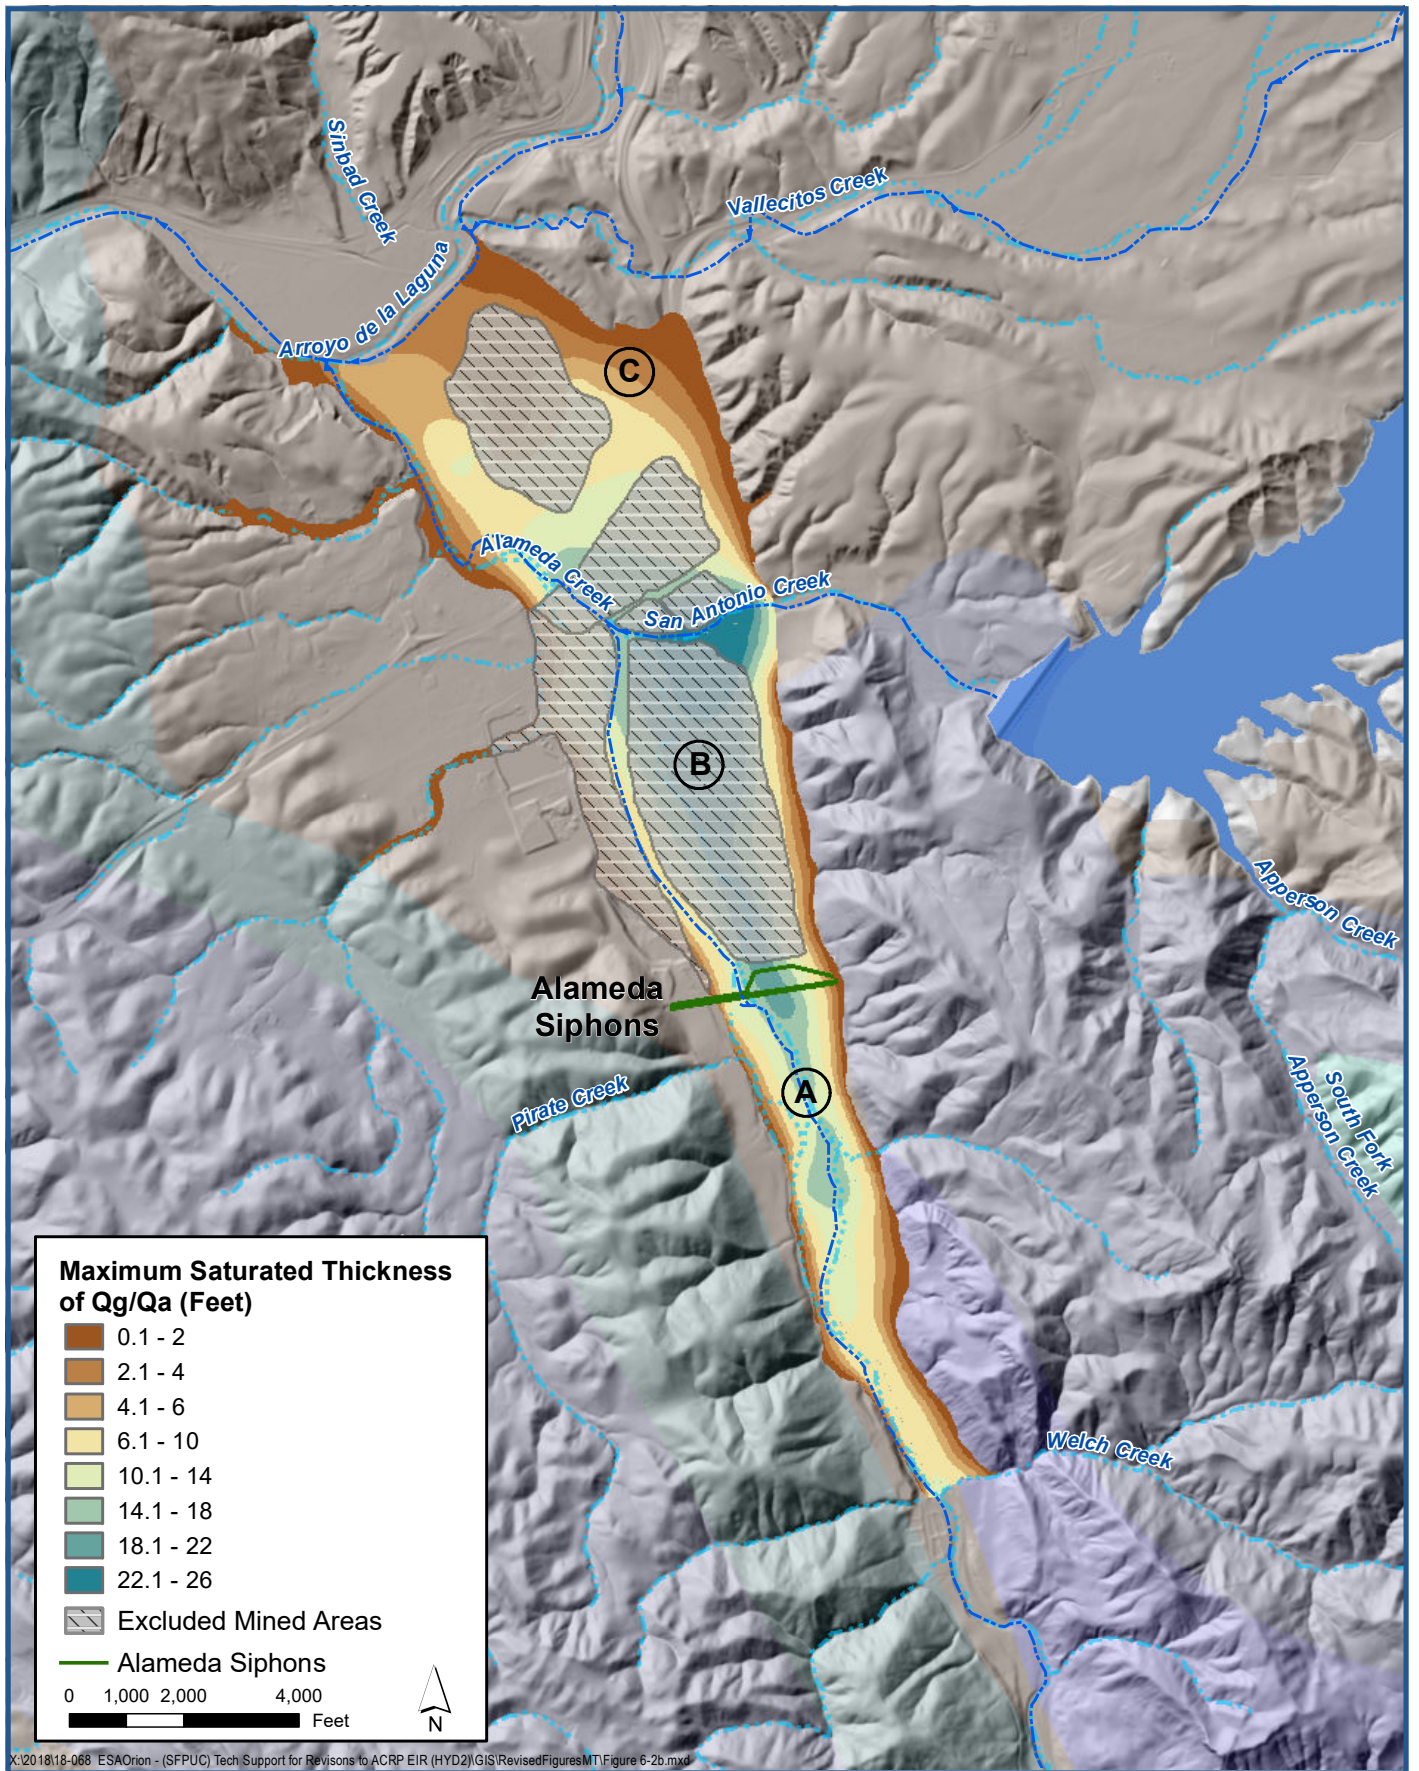 Sinbad Creek
Vallecitos Creek
Arroyo de la Laguna
C
Alameda Creek
San Antonio Creek
B
Apperson Creek
Alameda
Siphons
A
Pirate Creek
South Fork
Apperson Creek
Welch Creek
Maximum Saturated Thickness
of Qg/Qa (Feet)
0.1 - 2
2.1 - 4
4.1 - 6
6.1 - 10
10.1 - 14
14.1 - 18
18.1 - 22
22.1 - 26
Excluded Mined Areas
Alameda Siphons
0 1,000 2,000 4,000
Feet
N
X:\2018\18-068 ESAOrion - (SFPUC) Tech Support for Revisons to ACRP EIR (HYD2)\GIS\RevisedFiguresMT\Figure 6-2b.mxd